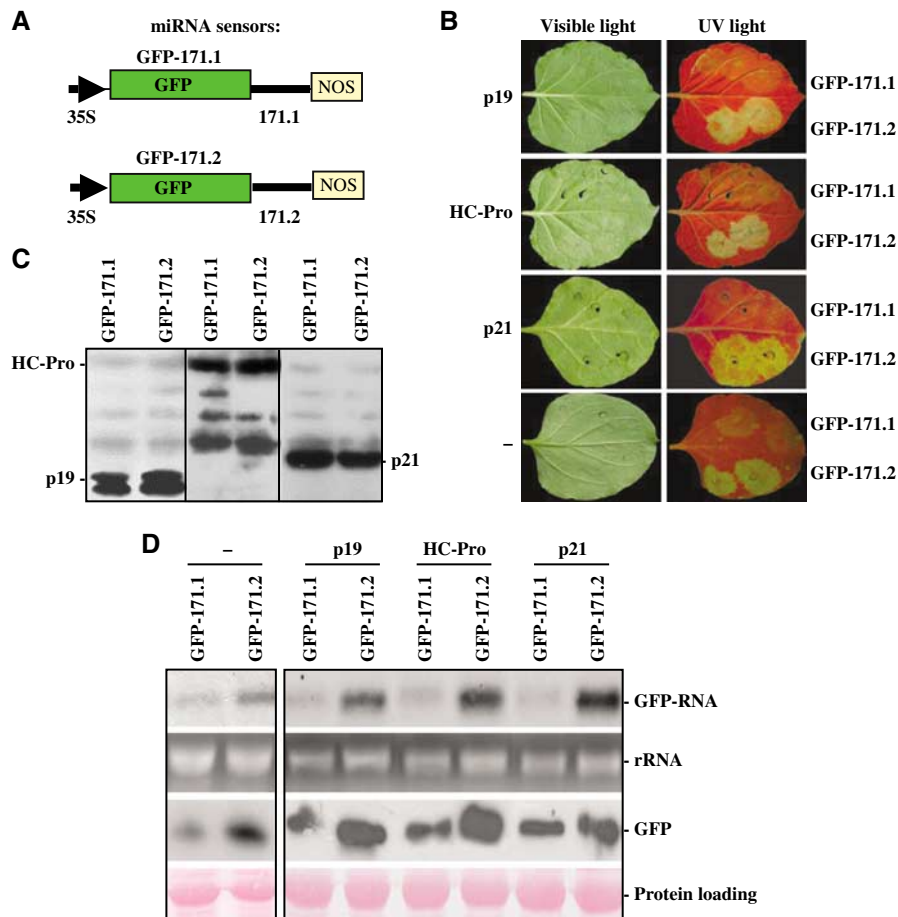 A
miRNA sensors:
GFP-171.1
GFP
NOS
35S
171.1
GFP-171.2
GFP
NOS
35S
171.2
B
Visible light
UV light
p19
GFP-171.1
GFP-171.2
HC-Pro
GFP-171.1
GFP-171.2
p21
GFP-171.1
GFP-171.2
–
GFP-171.1
GFP-171.2
C
GFP-171.1
GFP-171.2
GFP-171.1
GFP-171.2
GFP-171.1
GFP-171.2
HC-Pro
p19
p21
D
–
p19
HC-Pro
p21
GFP-171.1
GFP-171.2
GFP-171.1
GFP-171.2
GFP-171.1
GFP-171.2
GFP-171.1
GFP-171.2
GFP-RNA
rRNA
GFP
Protein loading